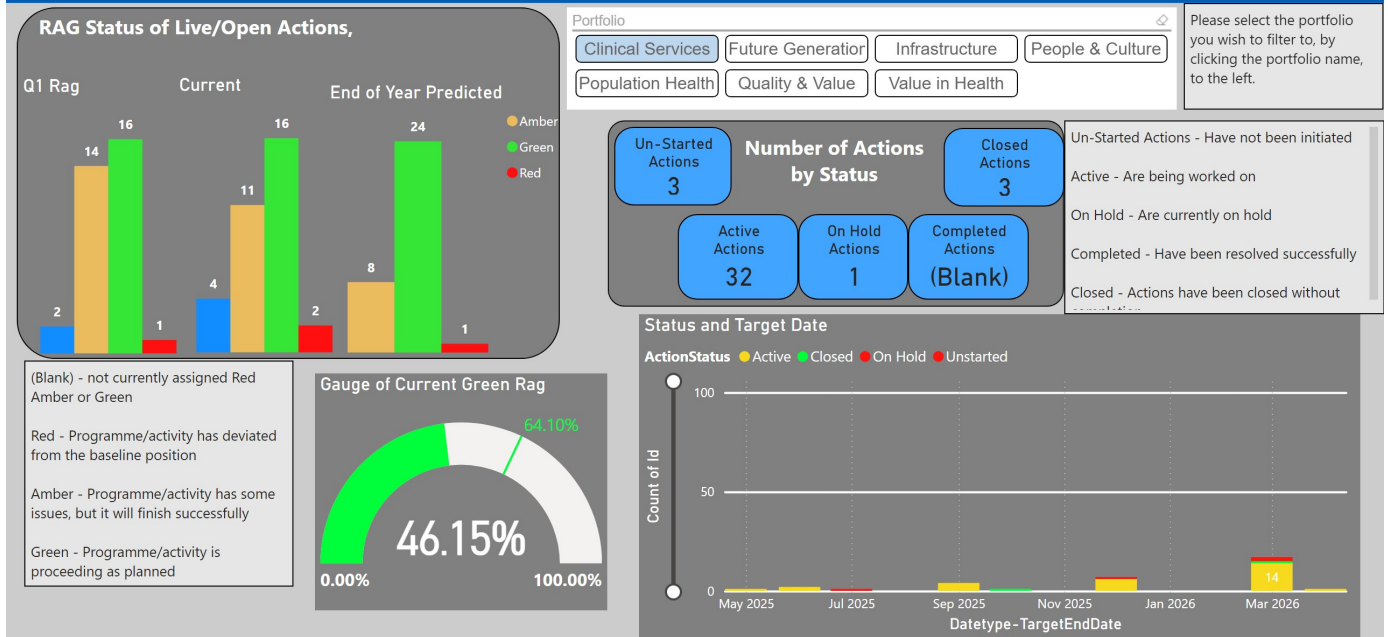 RAG Status of Live/Open Actions,
Q1 Rag
Current
End of Year Predicted
Amber
Green
Red
2
14
16
1
4
11
16
2
8
24
1
Portfolio
Clinical Services
Future Generation
Infrastructure
People & Culture
Population Health
Quality & Value
Value in Health
Please select the portfolio
you wish to filter to, by
clicking the portfolio name,
to the left.
Number of Actions
by Status
Un-Started
Actions
3
Closed
Actions
3
Active
Actions
32
On Hold
Actions
1
Completed
Actions
(Blank)
Un-Started Actions - Have not been initiated
Active - Are being worked on
On Hold - Are currently on hold
Completed - Have been resolved successfully
Closed - Actions have been closed without
(Blank) - not currently assigned Red
Amber or Green
Red - Programme/activity has deviated
from the baseline position
Amber - Programme/activity has some
issues, but it will finish successfully
Green - Programme/activity is
proceeding as planned
Gauge of Current Green Rag
64.10%
46.15%
0.00%
100.00%
Status and Target Date
ActionStatus Active Closed On Hold Unstarted
Count of Id
100
50
0
14
May 2025
Jul 2025
Sep 2025
Nov 2025
Jan 2026
Mar 2026
Datetype-TargetEndDate